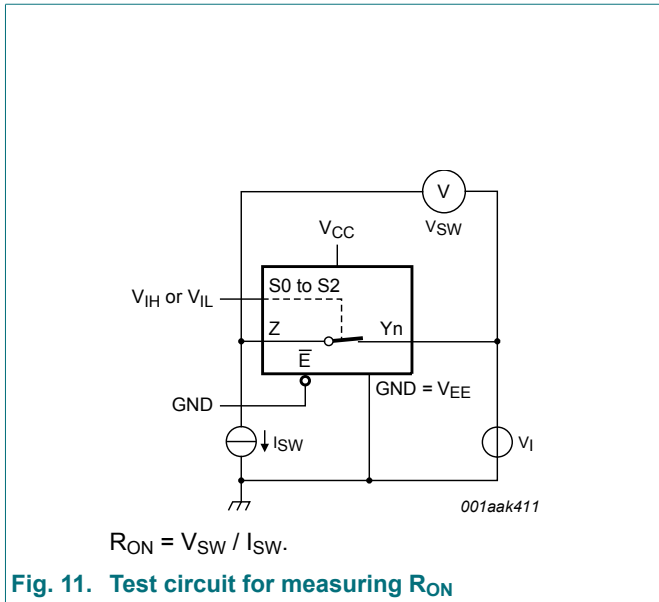 V
VSW
VCC
S0 to S2
VIH or VIL
Z
Yn
E̅
GND = VEE
GND
ISW
VI
001aak411
RON = VSW / ISW.
Fig. 11. Test circuit for measuring RON